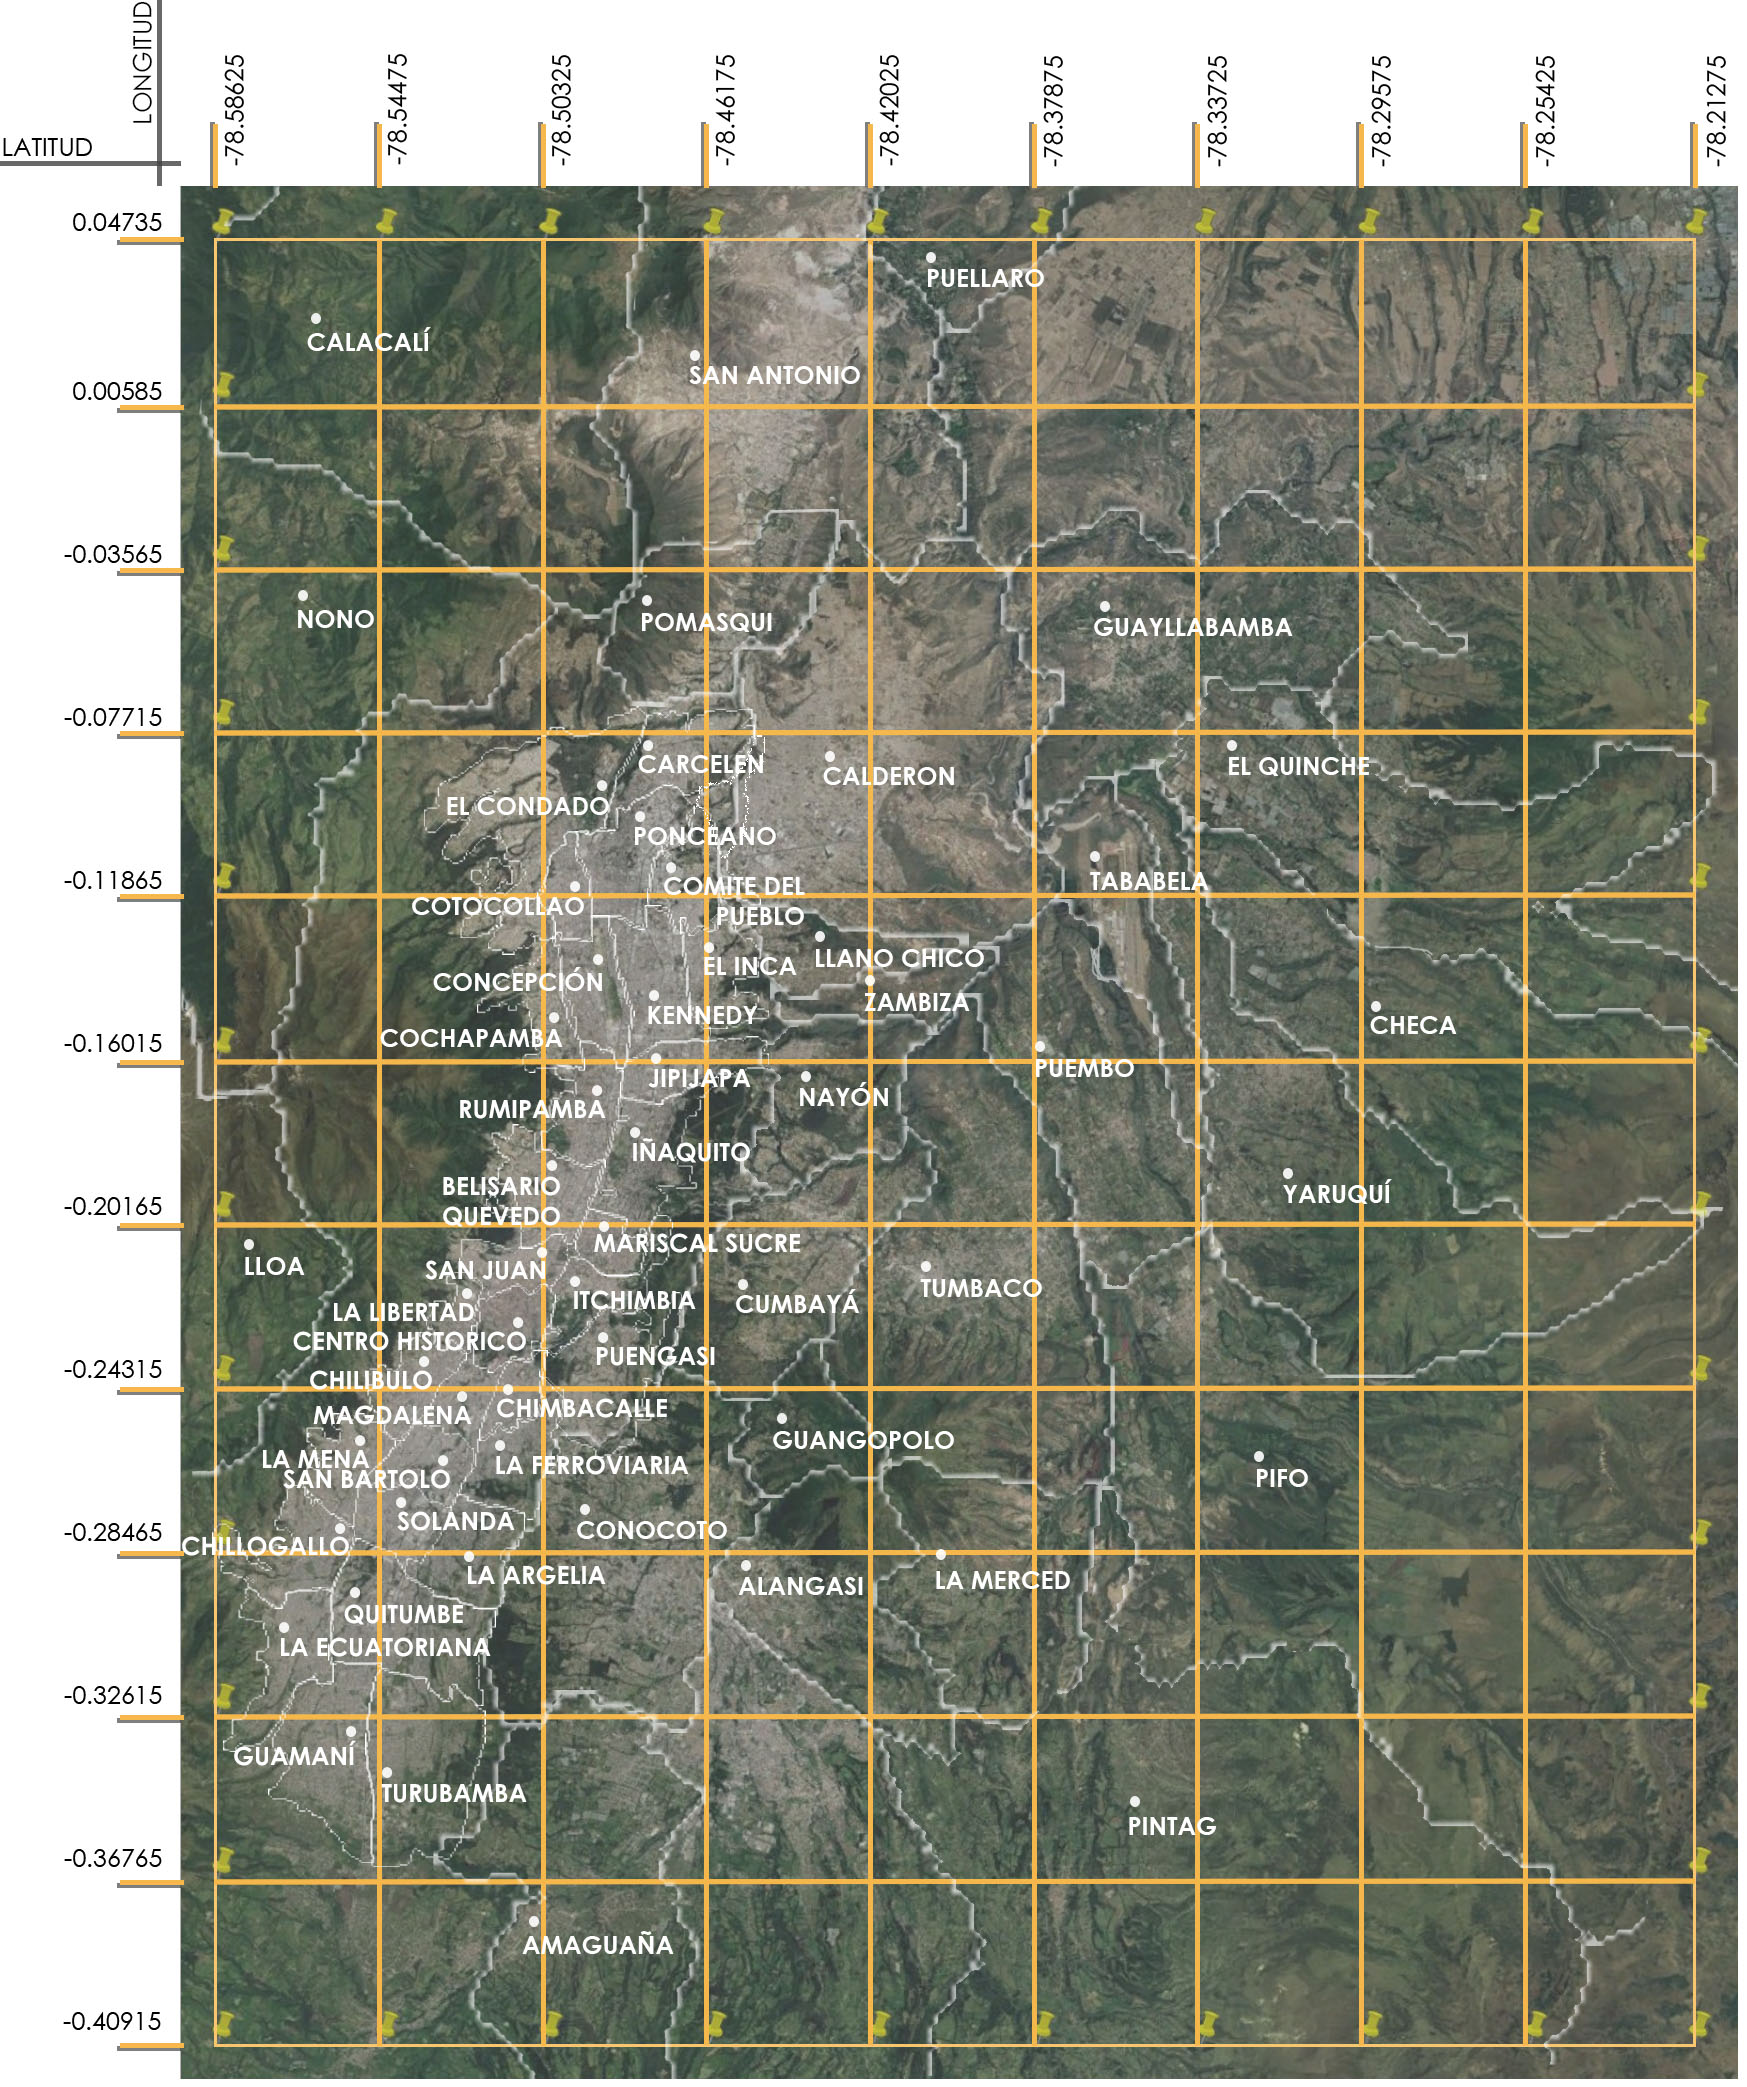 LONGITUD
LATITUD
-78.58625
-78.54475
-78.50325
-78.46175
-78.42025
-78.37875
-78.33725
-78.29575
-78.25425
-78.21275
0.04735
PUELLARO
CALACALÍ
SAN ANTONIO
0.00585
-0.03565
NONO
POMASQUI
GUAYLLABAMBA
-0.07715
CARCELEN
CALDERON
EL QUINCHE
EL CONDADO
PONCEANO
-0.11865
COMITE DEL
PUEBLO
TABABELA
COTOCOLLAO
LLANO CHICO
EL INCA
CONCEPCIÓN
ZAMBIZA
KENNEDY
CHECA
COCHAPAMBA
-0.16015
PUEMBO
JIPIJAPA
NAYÓN
RUMIPAMBA
IÑAQUITO
BELISARIO
QUEVEDO
YARUQUÍ
-0.20165
MARISCAL SUCRE
LLOA
SAN JUAN
TUMBACO
ITCHIMBIA
CUMBAYÁ
LA LIBERTAD
CENTRO HISTORICO
PUENGASI
-0.24315
CHILIBULO
CHIMBACALLE
MAGDALENA
GUANGOPOLO
LA MENA
LA FERROVIARIA
SAN BARTOLO
PIFO
SOLANDA
CONOCOTO
-0.28465
CHILLOGALLO
LA ARGELIA
ALANGASI
LA MERCED
QUITUMBE
LA ECUATORIANA
-0.32615
GUAMANÍ
TURUBAMBA
PINTAG
-0.36765
AMAGUAÑA
-0.40915